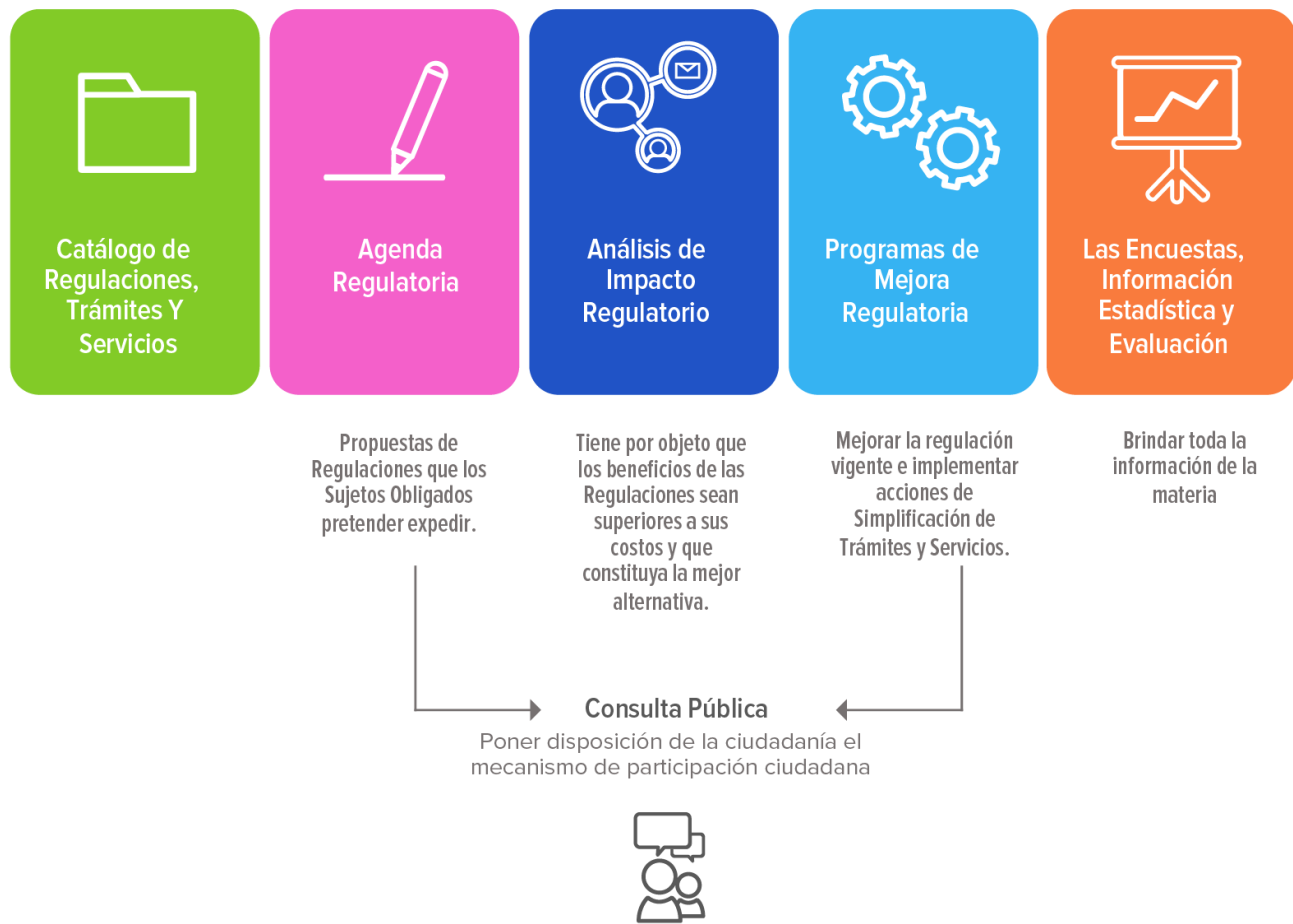 Catálogo de
Regulaciones,
Trámites Y
Servicios
Agenda
Regulatoria
Análisis de
Impacto
Regulatorio
Programas de
Mejora
Regulatoria
Las Encuestas,
Información
Estadística y
Evaluación
Propuestas de
Regulaciones que los
Sujetos Obligados
pretender expedir.
Tiene por objeto que
los beneficios de las
Regulaciones sean
superiores a sus
costos y que
constituya la mejor
alternativa.
Mejorar la regulación
vigente e implementar
acciones de
Simplificación de
Trámites y Servicios.
Brindar toda la
información de la
materia
Consulta Pública
Poner disposición de la ciudadanía el
mecanismo de participación ciudadana